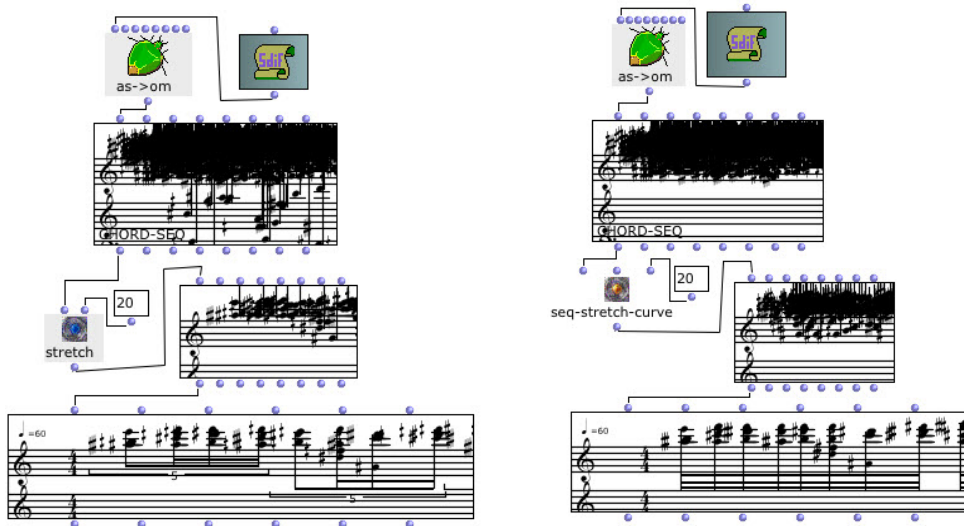 Sdif
as->om
CHORD-SEQ
20
stretch
=60
4
4
5
5
Sdif
as->om
CHORD-SEQ
20
seq-stretch-curve
=60
4
4